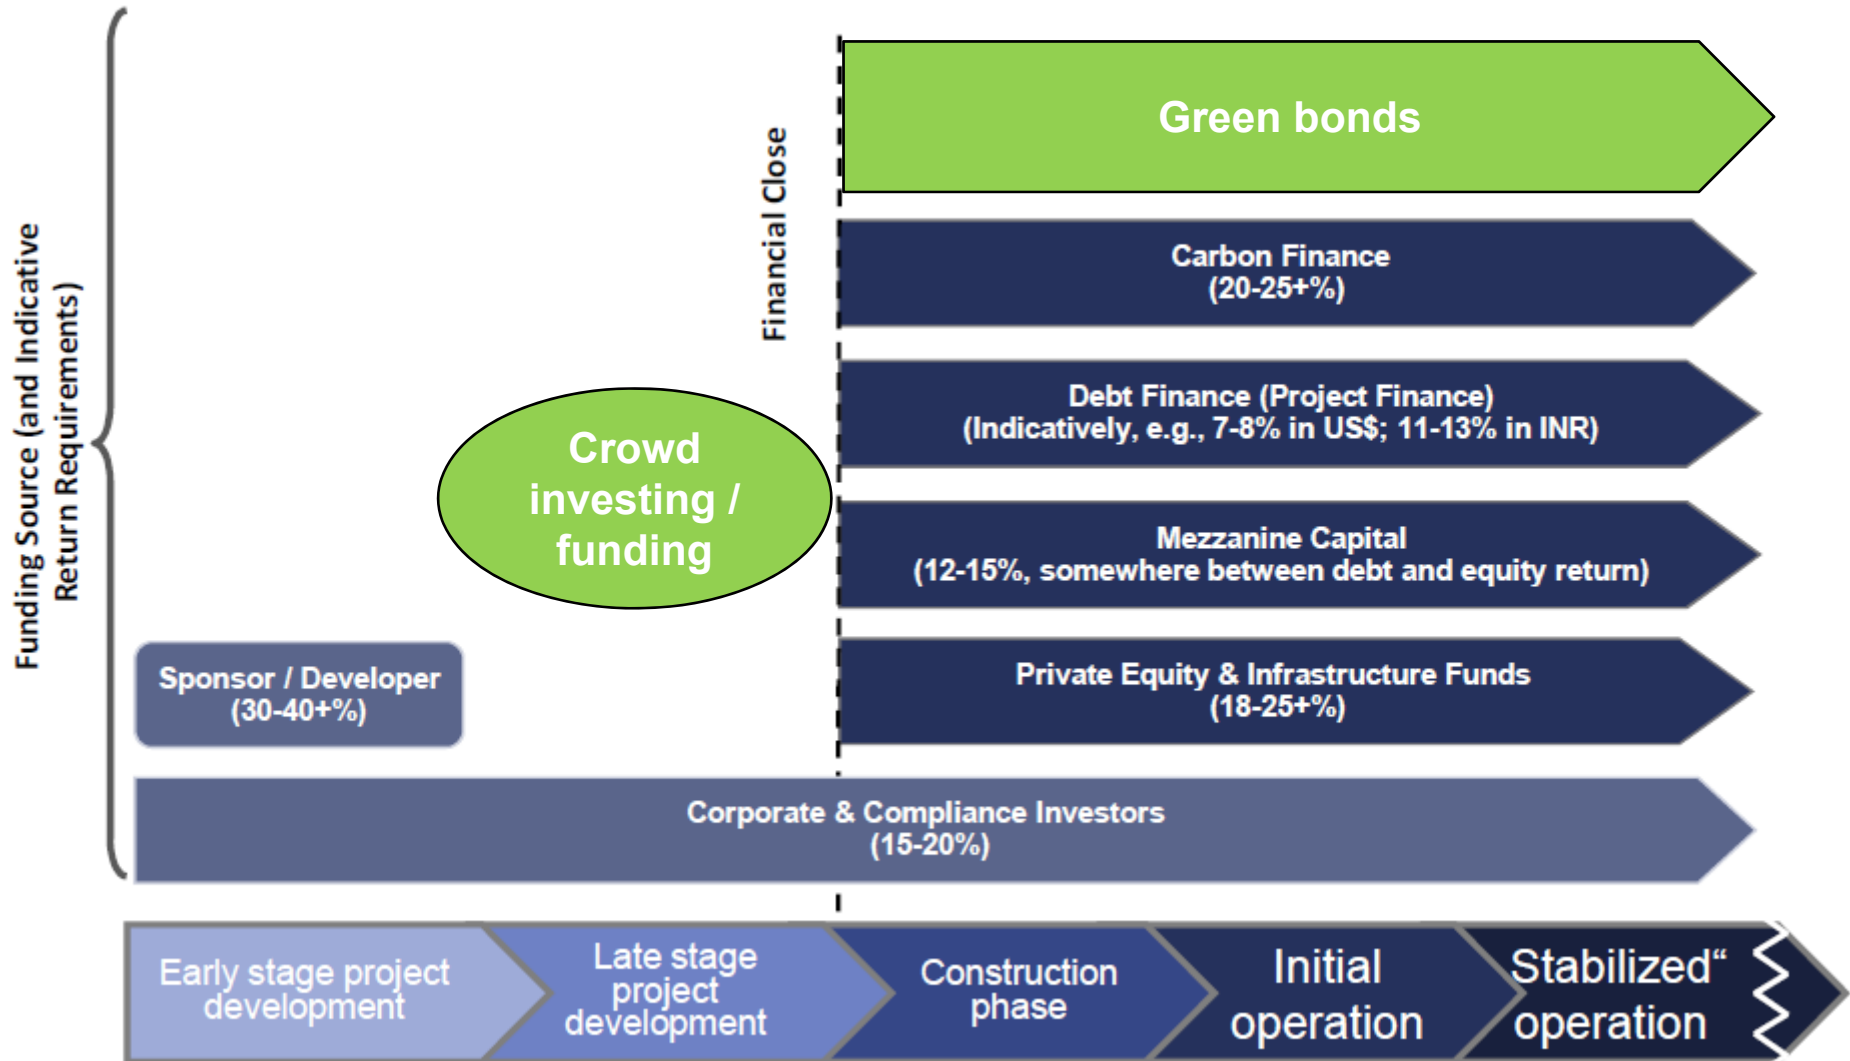 Funding Source (and Indicative
Return Requirements)
Financial Close
Green bonds
Carbon Finance
(20-25+%)
Debt Finance (Project Finance)
(Indicatively, e.g., 7-8% in US$; 11-13% in INR)
Crowd
investing /
funding
Mezzanine Capital
(12-15%, somewhere between debt and equity return)
Sponsor / Developer
(30-40+%)
Private Equity & Infrastructure Funds
(18-25+%)
Corporate & Compliance Investors
(15-20%)
Early stage project
development
Late stage
project
development
Construction
phase
Initial
operation
Stabilized“
operation